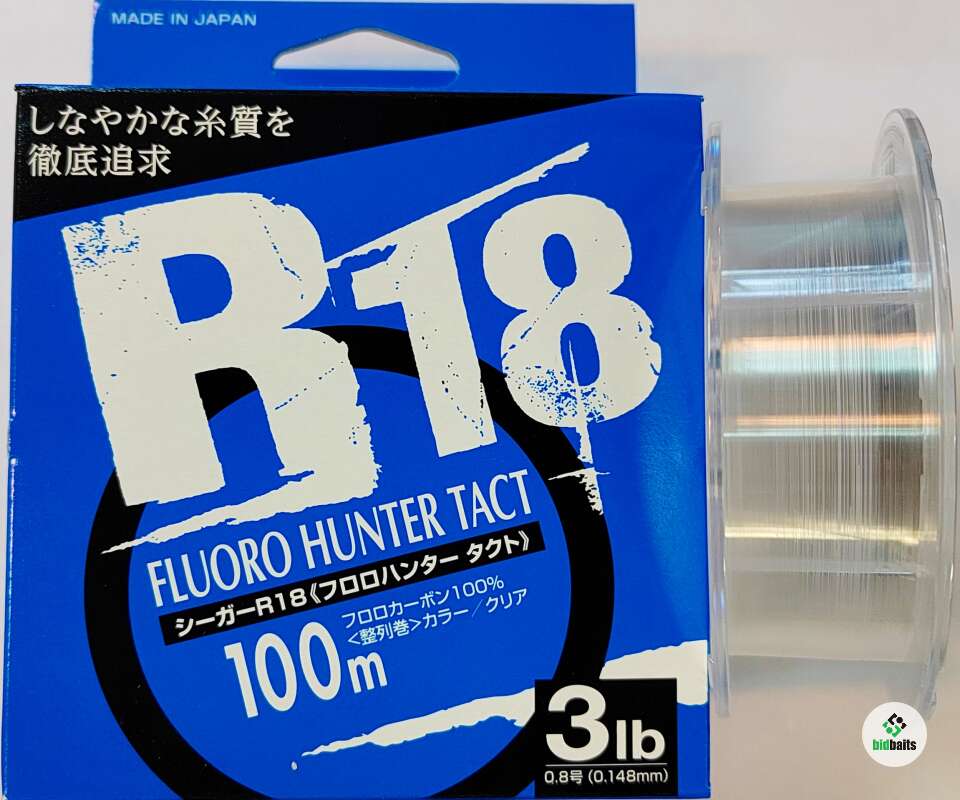 MADE IN JAPAN
しなやかな糸質を
徹底追求
R18
FLUORO HUNTER TACT
シーガーR18《フロロハンター タクト》
100m
フロロカーボン100%
<整列巻>カラー/クリア
3lb
0.8号 (0.148mm)
bidbaits